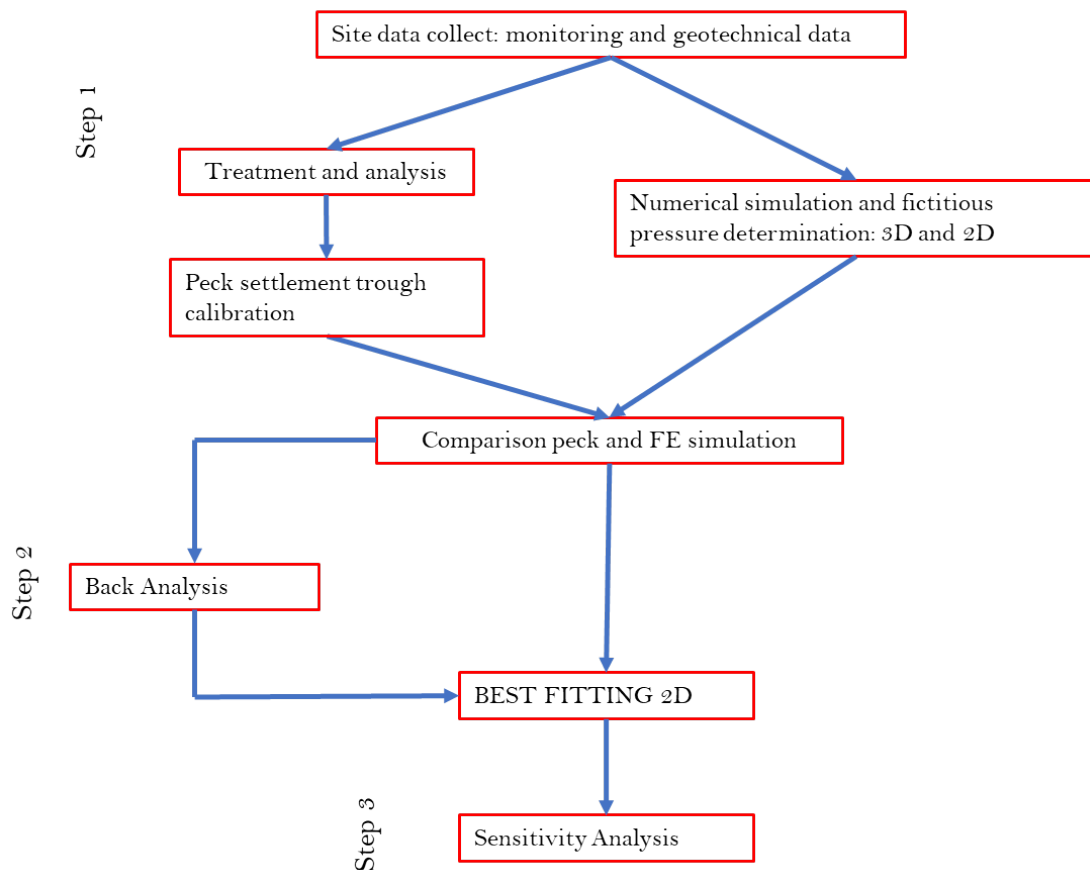 Site data collect: monitoring and geotechnical data
Step 1
Treatment and analysis
Numerical simulation and fictitious
pressure determination: 3D and 2D
Peck settlement trough
calibration
Comparison peck and FE simulation
Step 2
Back Analysis
BEST FITTING 2D
Step 3
Sensitivity Analysis